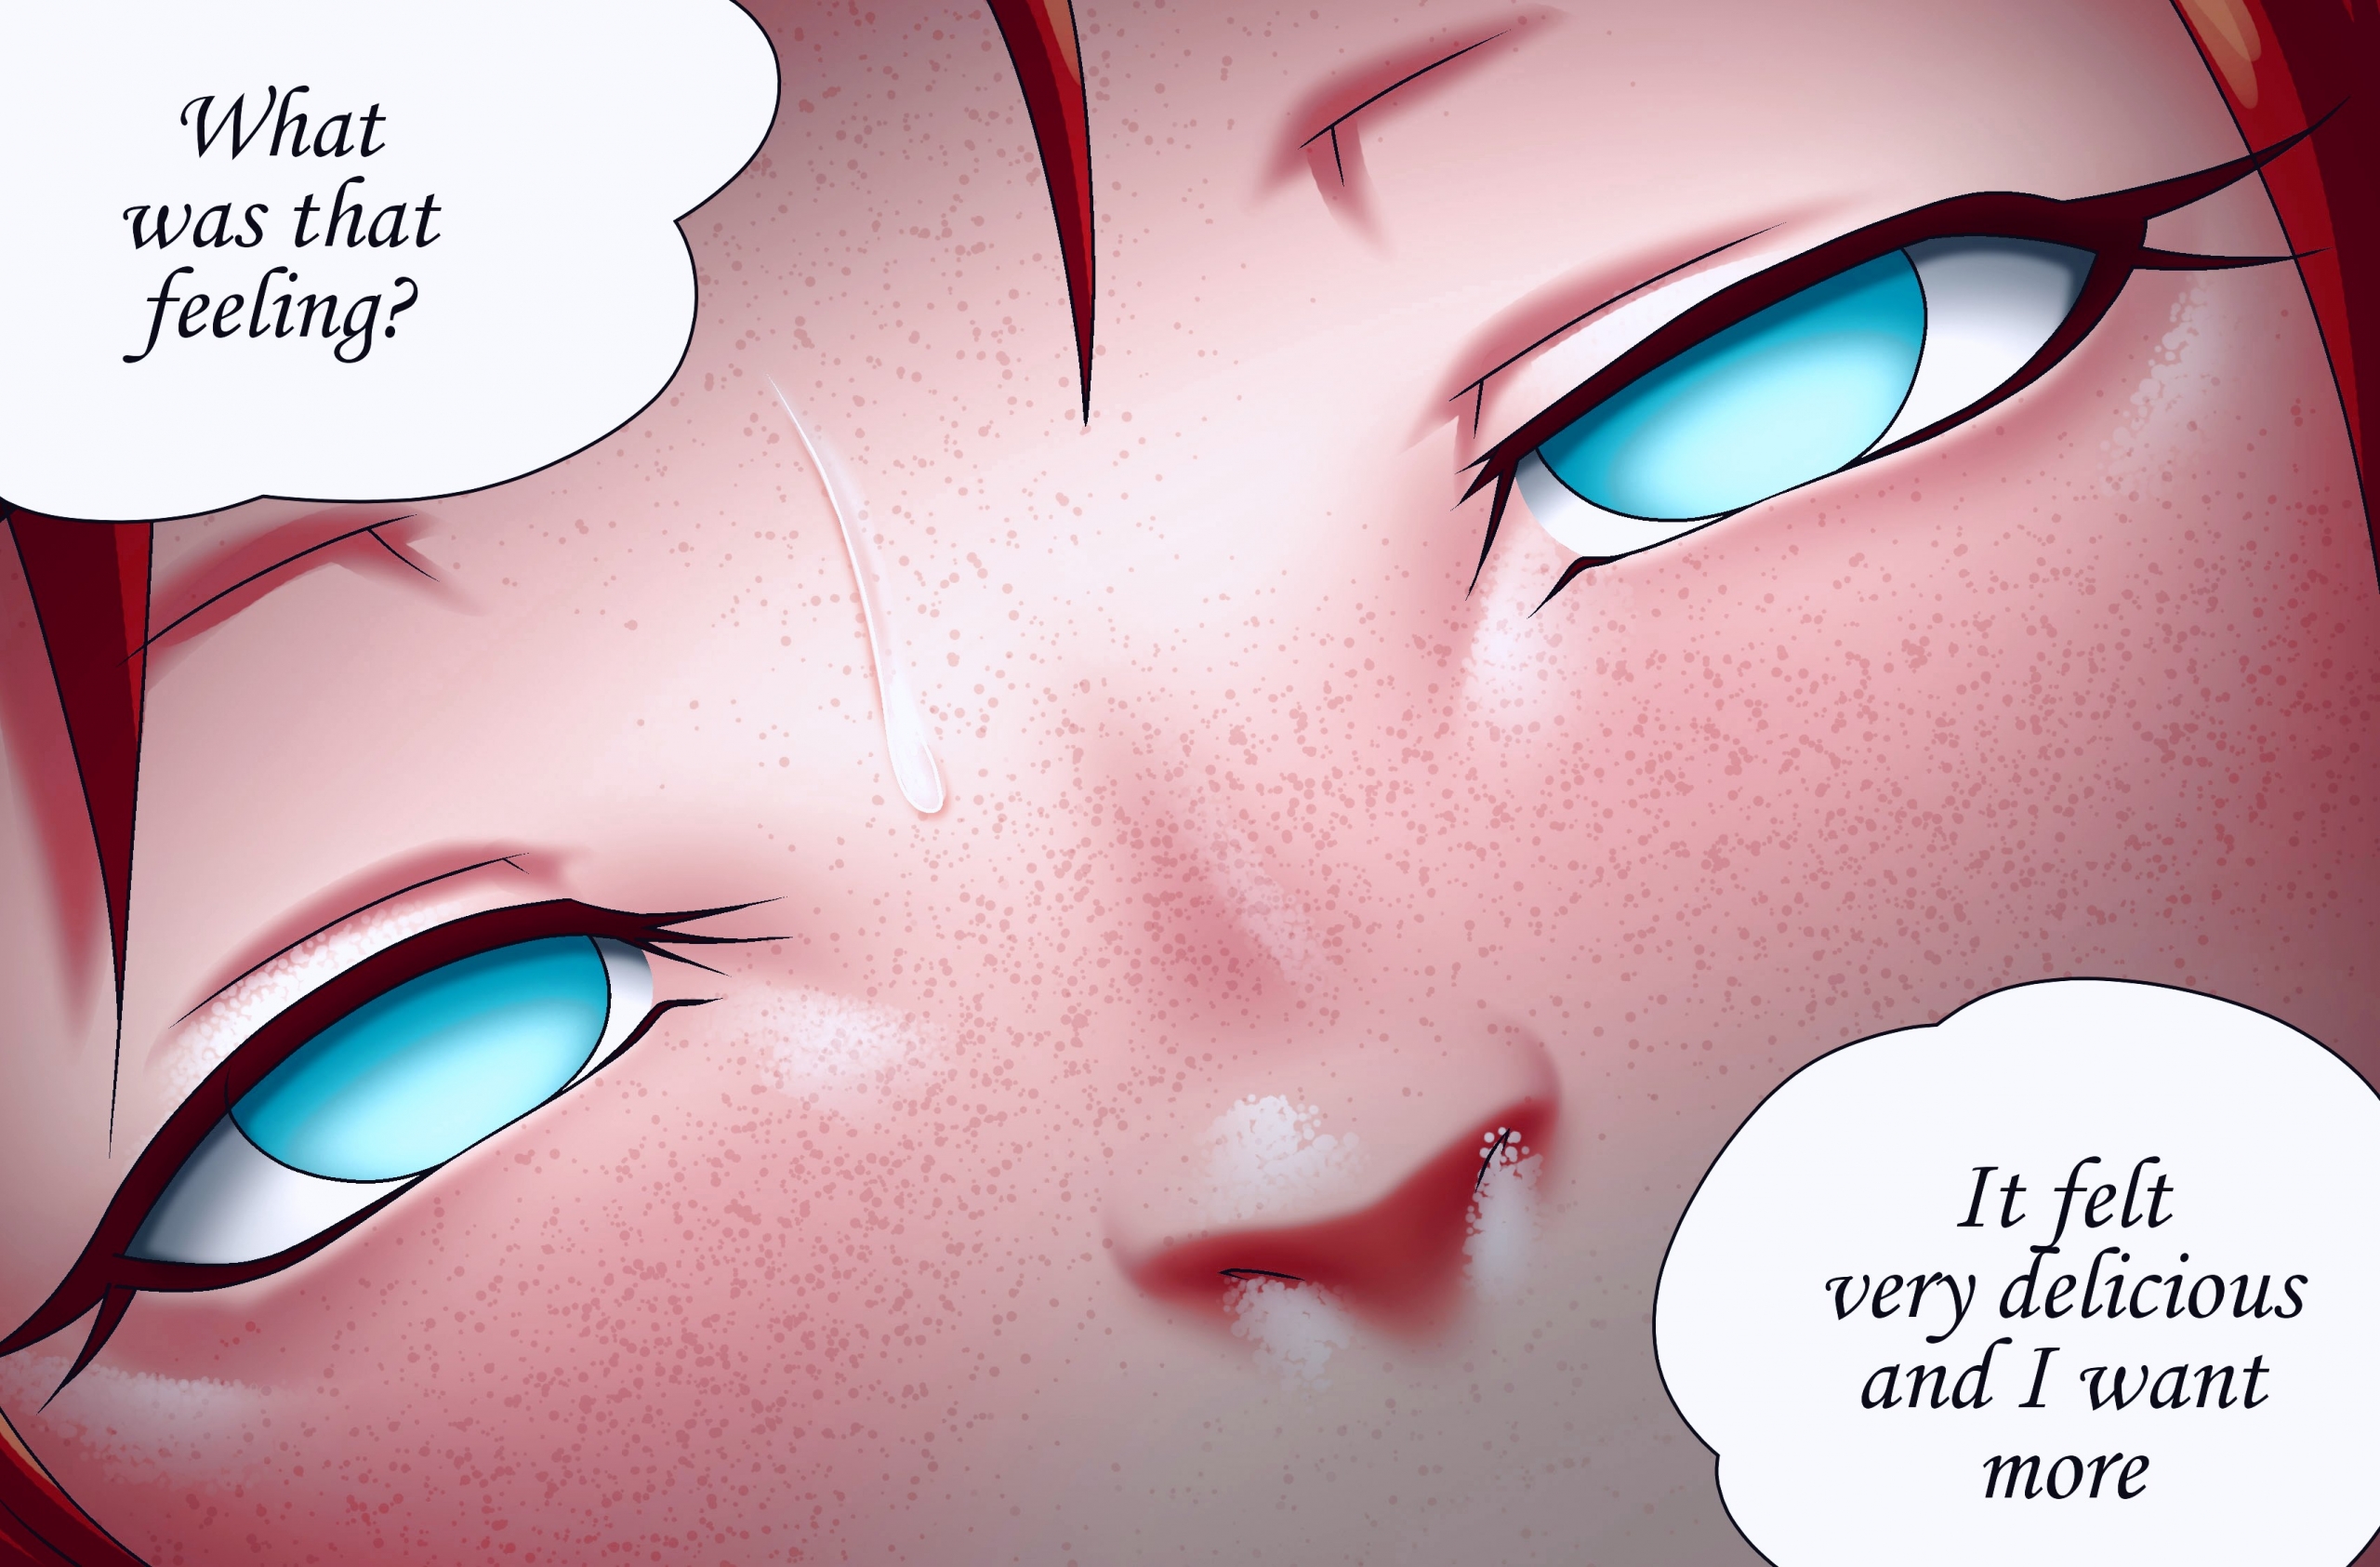 What
was that
feeling?
It felt
very delicious
and I want
more